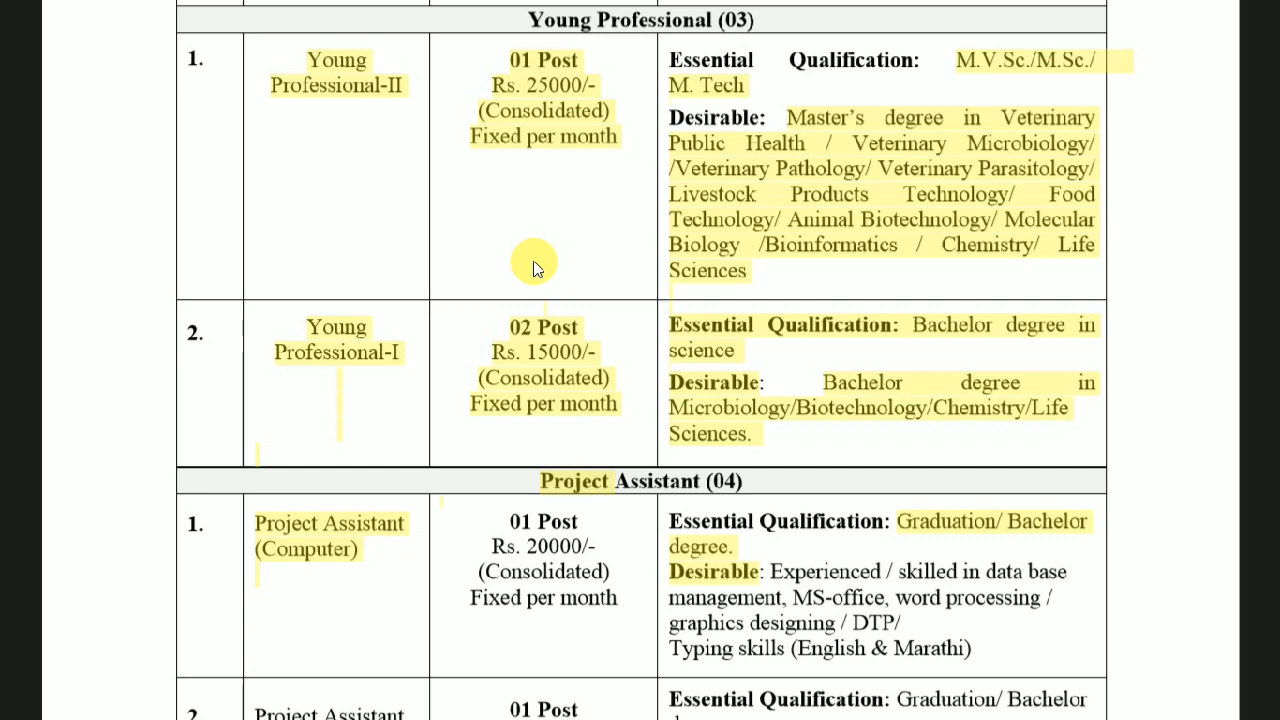 Young Professional (03)
1.
Young
Professional-II
01 Post
Rs. 25000/-
(Consolidated)
Fixed per month
Essential Qualification: M.V.Sc./M.Sc./
M. Tech
Desirable: Master's degree in Veterinary
Public Health / Veterinary Microbiology/
/Veterinary Pathology/ Veterinary Parasitology/
Livestock Products Technology/ Food
Technology/ Animal Biotechnology/ Molecular
Biology /Bioinformatics / Chemistry/ Life
Sciences
2.
Young
Professional-I
02 Post
Rs. 15000/-
(Consolidated)
Fixed per month
Essential Qualification: Bachelor degree in
science
Desirable: Bachelor degree in
Microbiology/Biotechnology/Chemistry/Life
Sciences.
Project Assistant (04)
1.
Project Assistant
(Computer)
01 Post
Rs. 20000/-
(Consolidated)
Fixed per month
Essential Qualification: Graduation/ Bachelor
degree.
Desirable: Experienced / skilled in data base
management, MS-office, word processing /
graphics designing / DTP/
Typing skills (English & Marathi)
2.
Project Assistant
01 Post
Essential Qualification: Graduation/ Bachelor